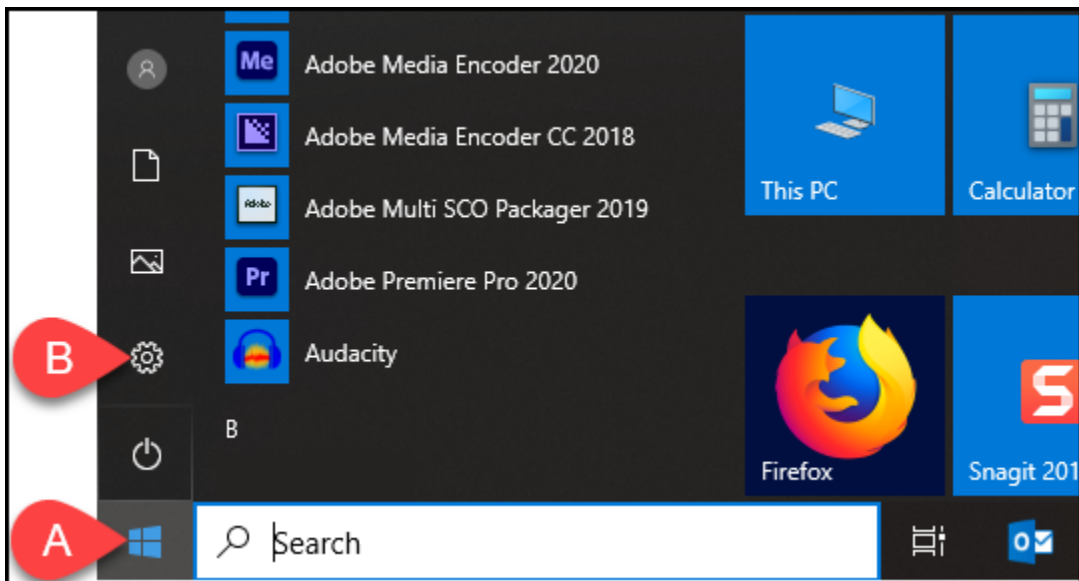 Me Adobe Media Encoder 2020
Adobe Media Encoder CC 2018
Adobe Adobe Multi SCO Packager 2019
Pr Adobe Premiere Pro 2020
Audacity
B
This PC
Calculator
Firefox
S
Snagit 201
B
A
Search
o